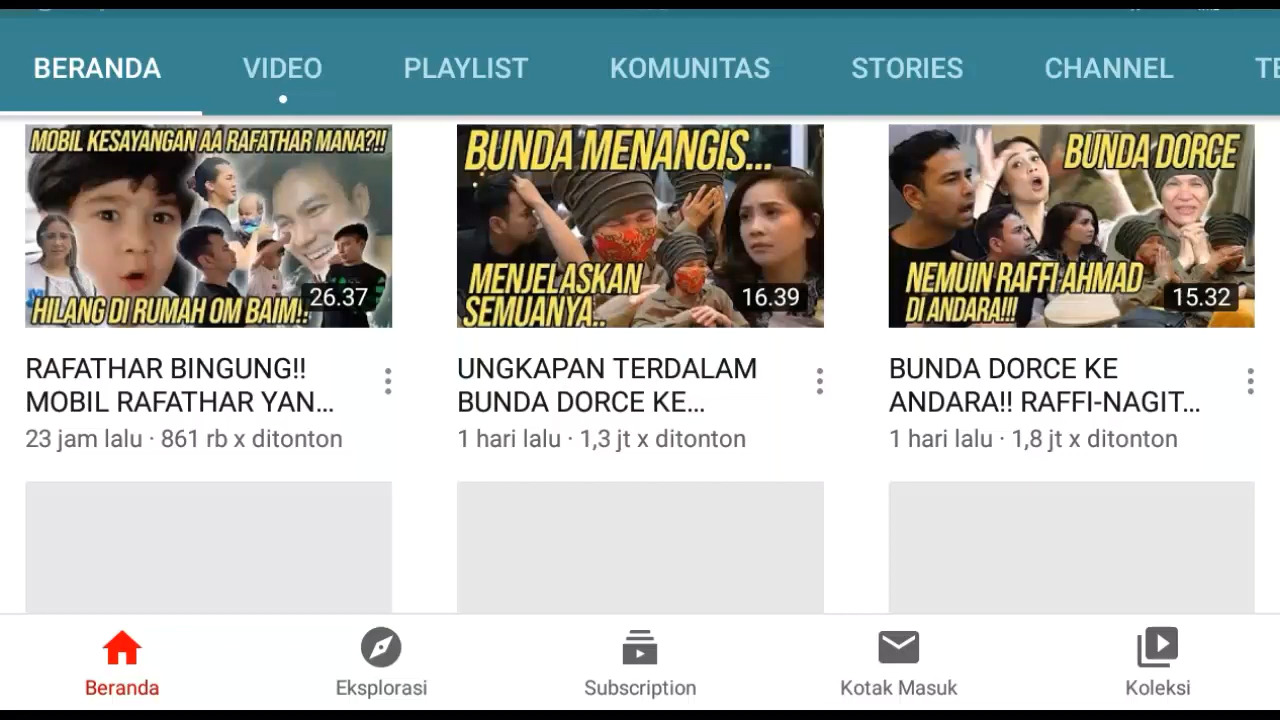 BERANDA
VIDEO
PLAYLIST
KOMUNITAS
STORIES
CHANNEL
MOBIL KESAYANGAN AA RAFATHAR MANA?!!
HILANG DI RUMAH OM BAIM!!
26.37
BUNDA MENANGIS...
MENJELASKAN
SEMUANYA..
16.39
BUNDA DORCE
NEMUIN RAFFI AHMAD
DI ANDARA!!!
15.32
RAFATHAR BINGUNG!!
MOBIL RAFATHAR YAN...
23 jam lalu · 861 rb x ditonton
UNGKAPAN TERDALAM
BUNDA DORCE KE...
1 hari lalu · 1,3 jt x ditonton
BUNDA DORCE KE
ANDARA!! RAFFI-NAGIT...
1 hari lalu · 1,8 jt x ditonton
Beranda
Eksplorasi
Subscription
Kotak Masuk
Koleksi